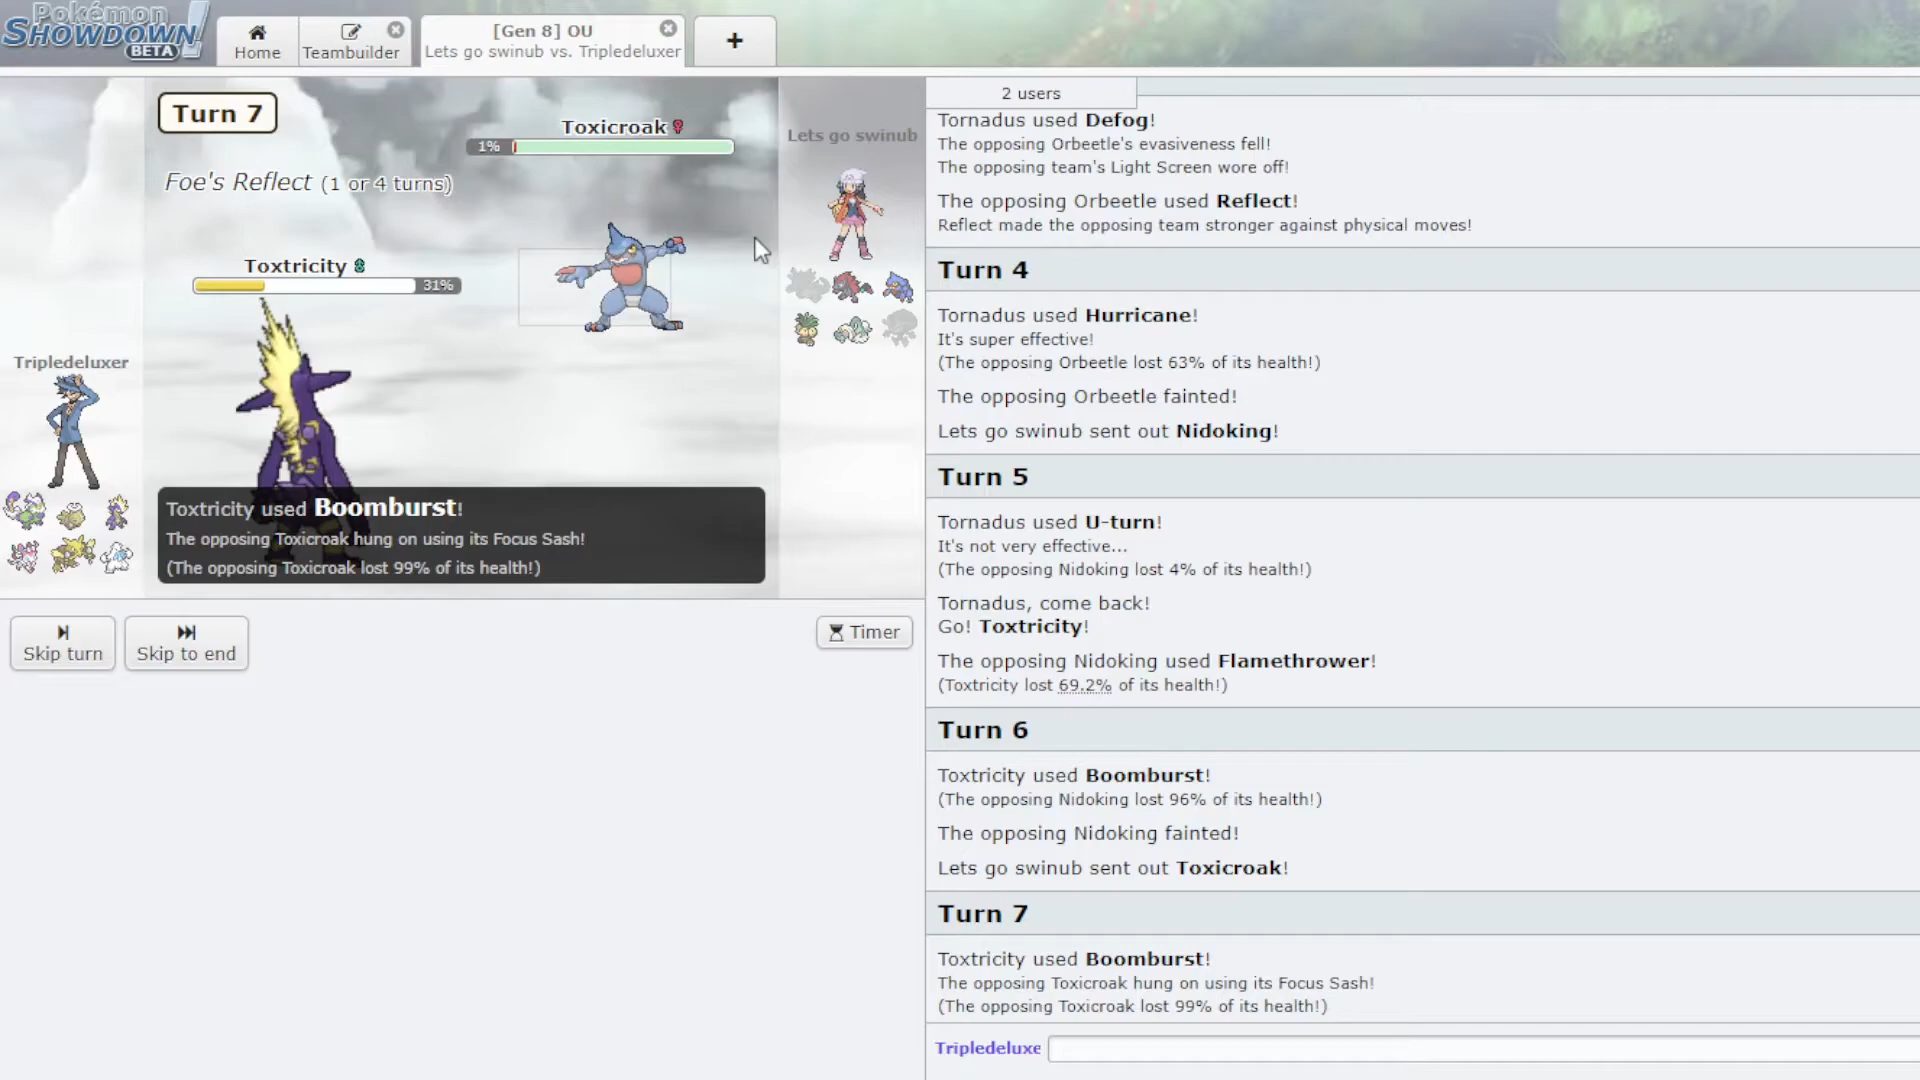 Pokémon
SHOWDOWN!
BETA
Home
Teambuilder
[Gen 8] OU
Lets go swinub vs. Tripledeluxer
+
Turn 7
Toxicroak
1%
Foe's Reflect (1 or 4 turns)
Toxtricity
31%
Lets go swinub
Tripledeluxer
Toxtricity used Boomburst!
The opposing Toxicroak hung on using its Focus Sash!
(The opposing Toxicroak lost 99% of its health!)
Skip turn
Skip to end
Timer
2 users
Tornadus used Defog!
The opposing Orbeetle's evasiveness fell!
The opposing team's Light Screen wore off!
The opposing Orbeetle used Reflect!
Reflect made the opposing team stronger against physical moves!
Turn 4
Tornadus used Hurricane!
It's super effective!
(The opposing Orbeetle lost 63% of its health!)
The opposing Orbeetle fainted!
Lets go swinub sent out Nidoking!
Turn 5
Tornadus used U-turn!
It's not very effective...
(The opposing Nidoking lost 4% of its health!)
Tornadus, come back!
Go! Toxtricity!
The opposing Nidoking used Flamethrower!
(Toxtricity lost 69.2% of its health!)
Turn 6
Toxtricity used Boomburst!
(The opposing Nidoking lost 96% of its health!)
The opposing Nidoking fainted!
Lets go swinub sent out Toxicroak!
Turn 7
Toxtricity used Boomburst!
The opposing Toxicroak hung on using its Focus Sash!
(The opposing Toxicroak lost 99% of its health!)
Tripledeluxe